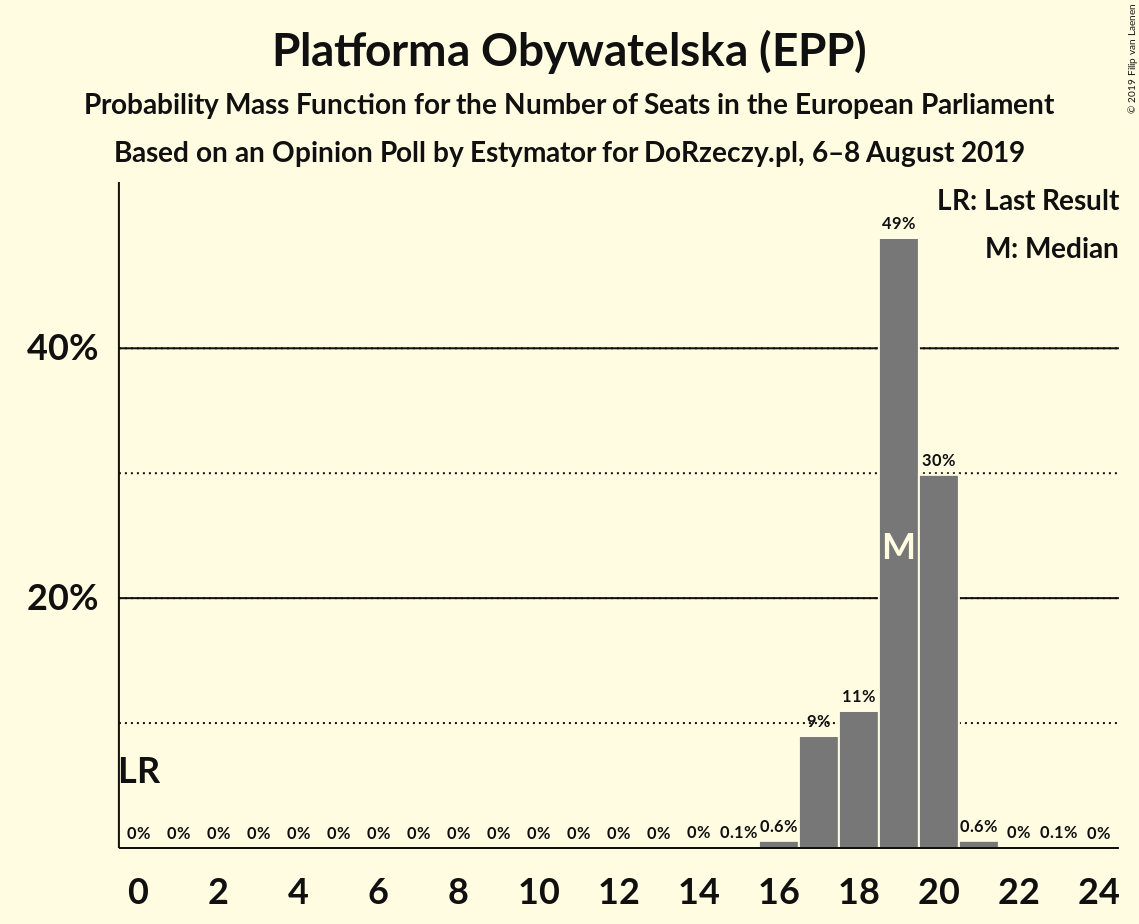 Platforma Obywatelska (EPP)
Probability Mass Function for the Number of Seats in the European Parliament
Based on an Opinion Poll by Estymator for DoRzeczy.pl, 6–8 August 2019
© 2019 Filip van Laenen
LR: Last Result
M: Median
49%
40%
30%
M
20%
11%
9%
LR
0% 0% 0% 0% 0% 0% 0% 0% 0% 0% 0% 0% 0% 0% 0% 0.1% 0.6% 0.6% 0% 0.1% 0%
0 2 4 6 8 10 12 14 16 18 20 22 24